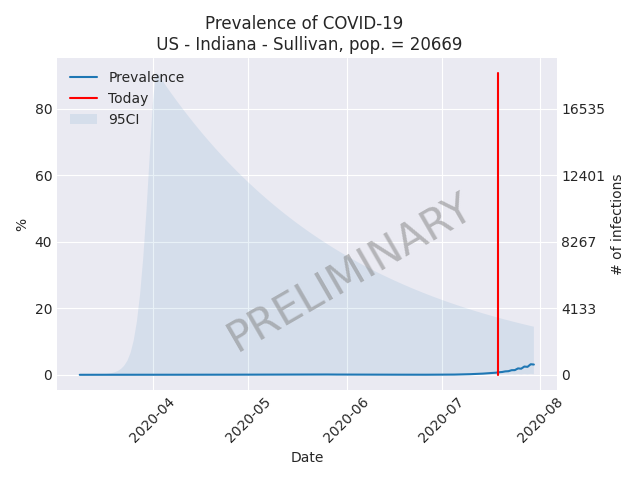 Prevalence of COVID-19
US - Indiana - Sullivan, pop. = 20669
Prevalence
Today
95CI
PRELIMINARY
%
80
60
40
20
0
16535
12401
8267
4133
0
# of infections
2020-04
2020-05
2020-06
2020-07
2020-08
Date